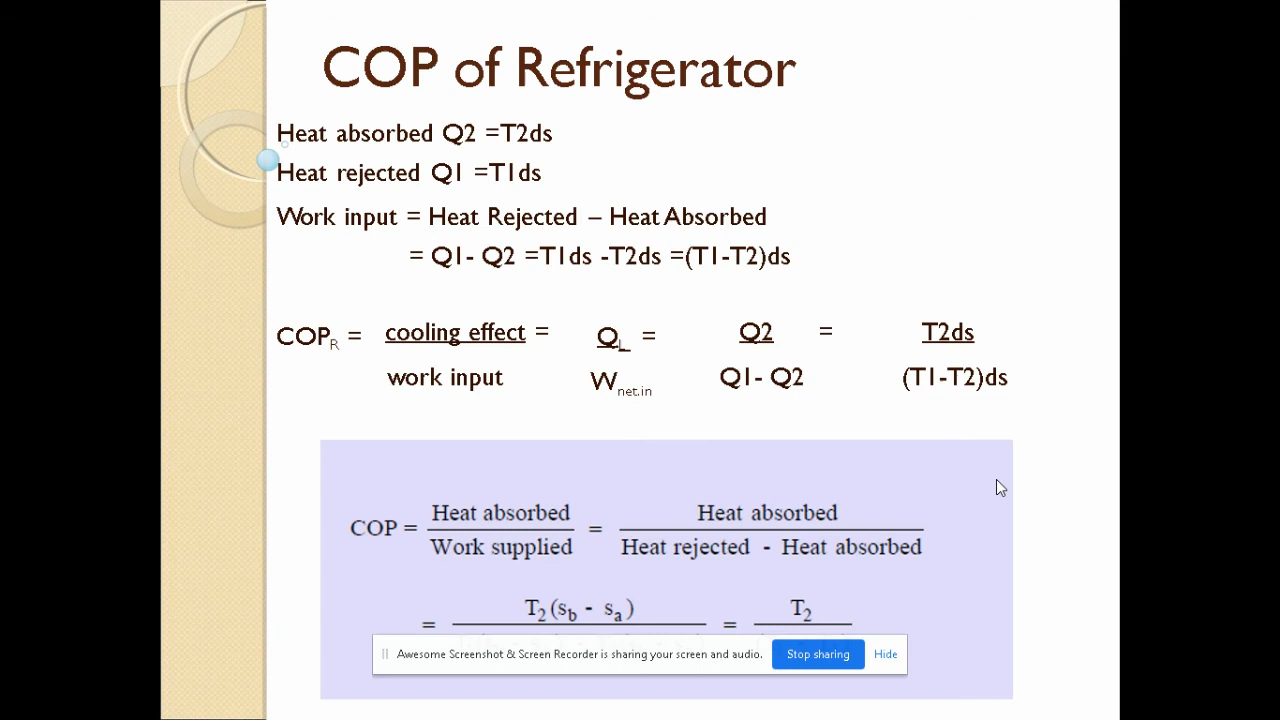 COP of Refrigerator
Heat absorbed Q2 =T2ds
Heat rejected Q1 =T1ds
Work input = Heat Rejected – Heat Absorbed
= Q1- Q2 =T1ds -T2ds =(T1-T2)ds
COPR = cooling effect = QL = Q2 = T2ds
work input Wnet.in Q1- Q2 (T1-T2)ds
COP = Heat absorbed = Heat absorbed
Work supplied Heat rejected - Heat absorbed
= T2 (sb - sa ) = T2
Awesome Screenshot & Screen Recorder is sharing your screen and audio. Stop sharing Hide